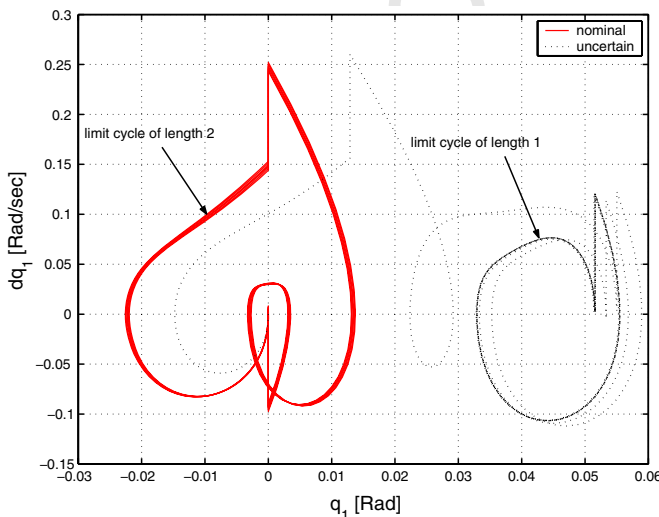 0.3
nominal
uncertain
0.25
0.2
limit cycle of length 2
limit cycle of length 1
0.15
0.1
0.05
0
−0.05
−0.1
−0.15
dq1 [Rad/sec]
−0.03 −0.02 −0.01 0 0.01 0.02 0.03 0.04 0.05 0.06
q1 [Rad]